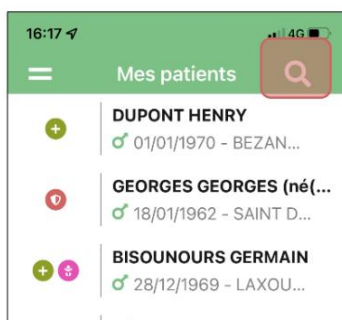 16:17 4G
Mes patients
DUPONT HENRY
01/01/1970 - BEZAN...
GEORGES GEORGES (né(...
18/01/1962 - SAINT D...
BISOUNOURS GERMAIN
28/12/1969 - LAXOU...